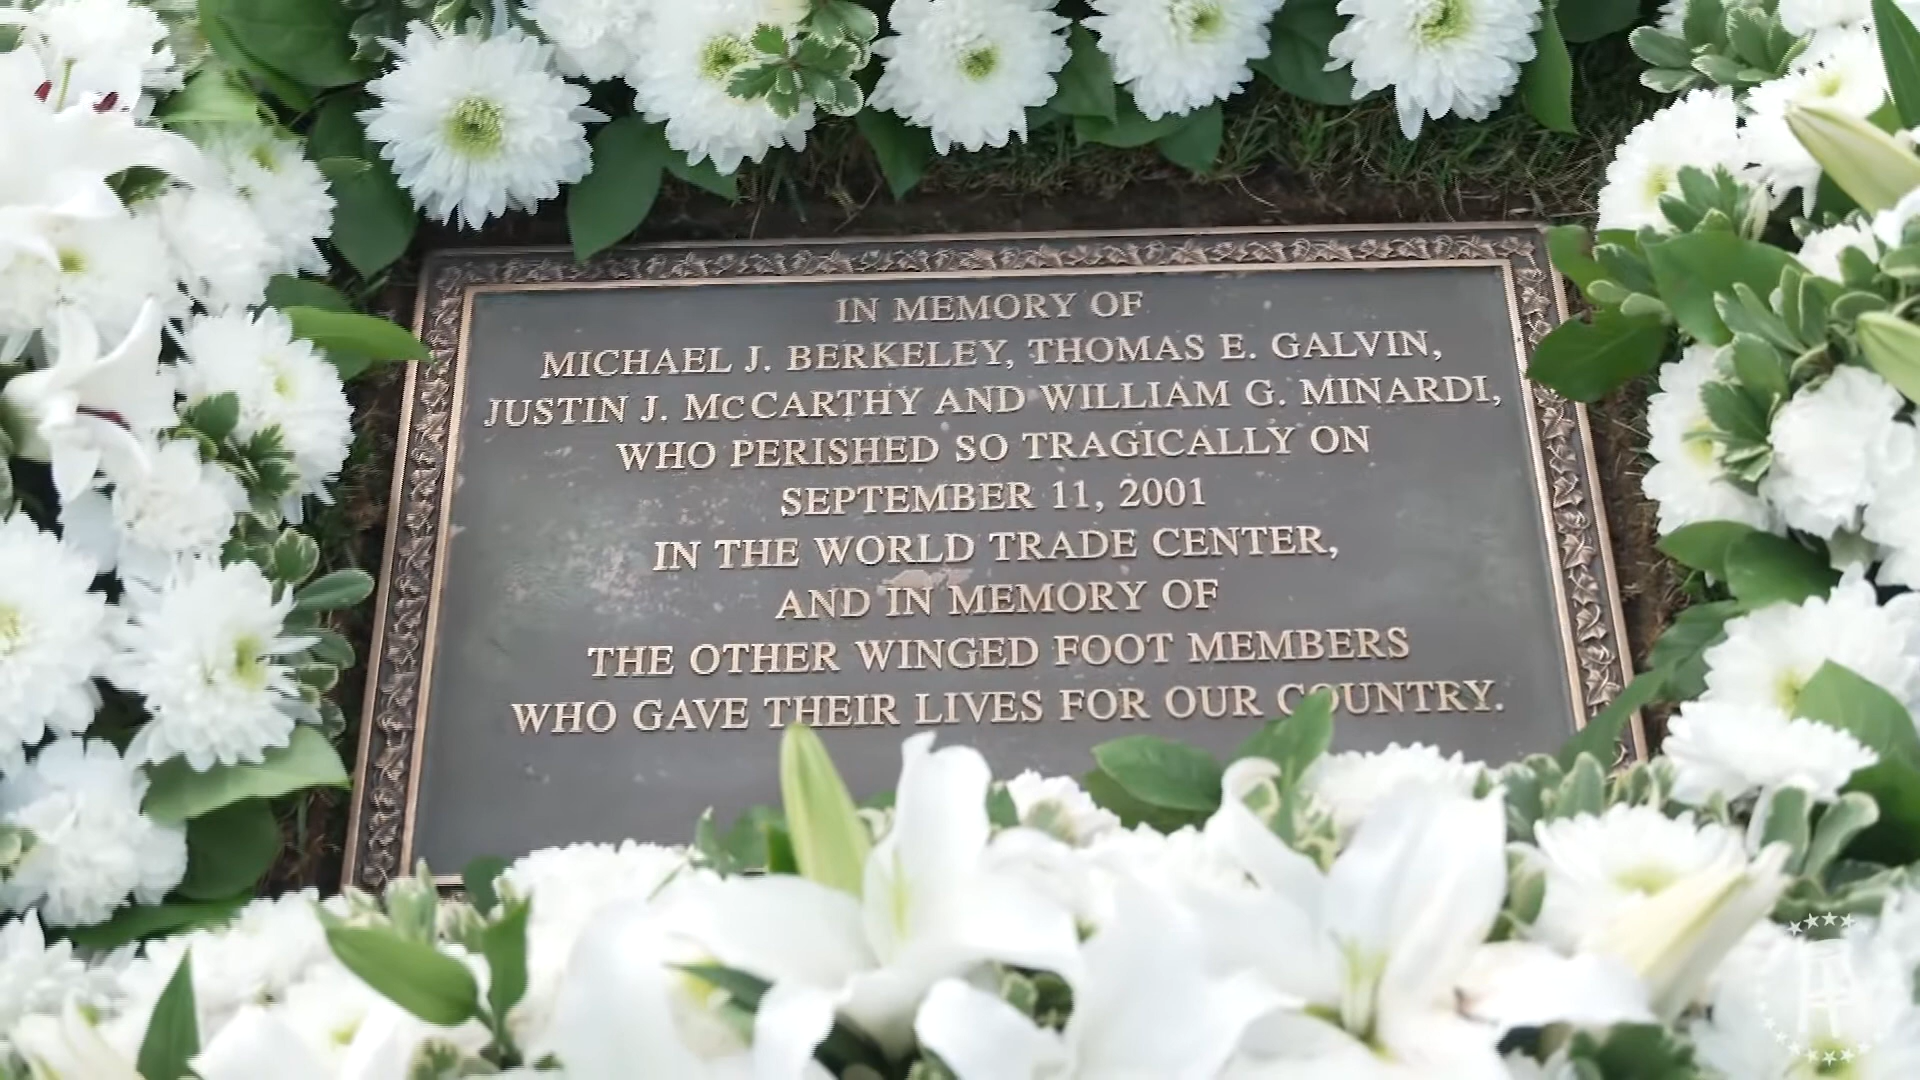 IN MEMORY OF
MICHAEL J. BERKELEY, THOMAS E. GALVIN,
JUSTIN J. McCARTHY AND WILLIAM G. MINARDI,
WHO PERISHED SO TRAGICALLY ON
SEPTEMBER 11, 2001
IN THE WORLD TRADE CENTER,
AND IN MEMORY OF
THE OTHER WINGED FOOT MEMBERS
WHO GAVE THEIR LIVES FOR OUR COUNTRY.